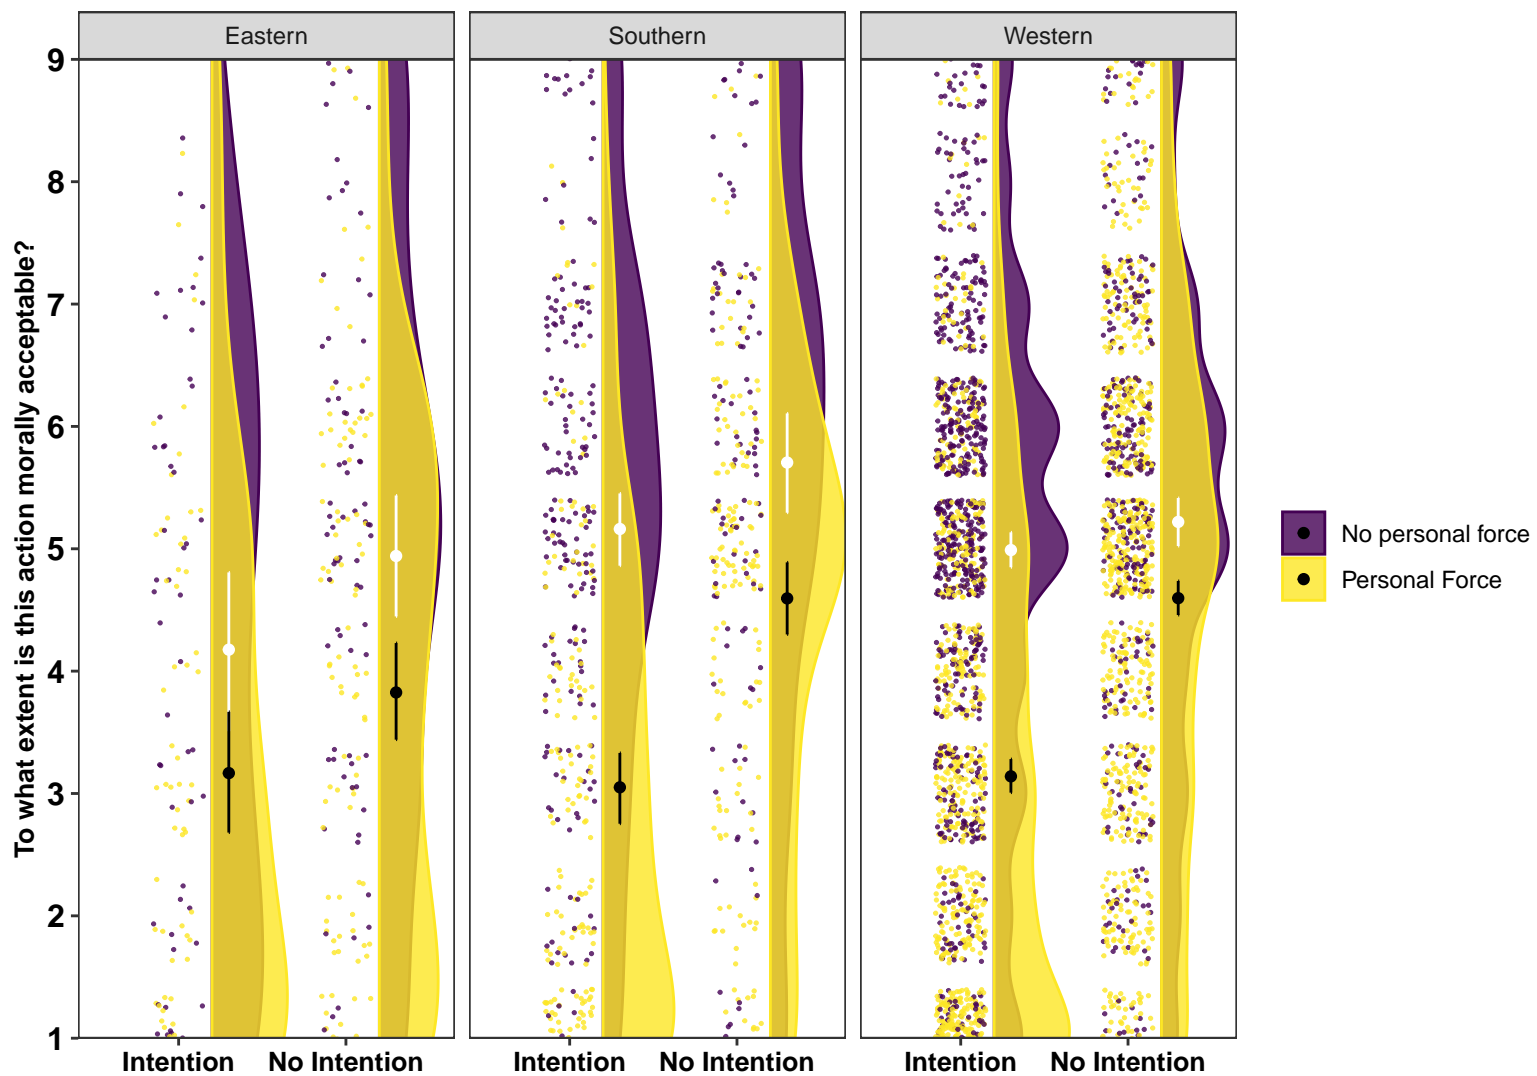 Eastern
Southern
Western
To what extent is this action morally acceptable?
9
8
7
6
5
4
3
2
1
Intention
No Intention
Intention
No Intention
Intention
No Intention
No personal force
Personal Force